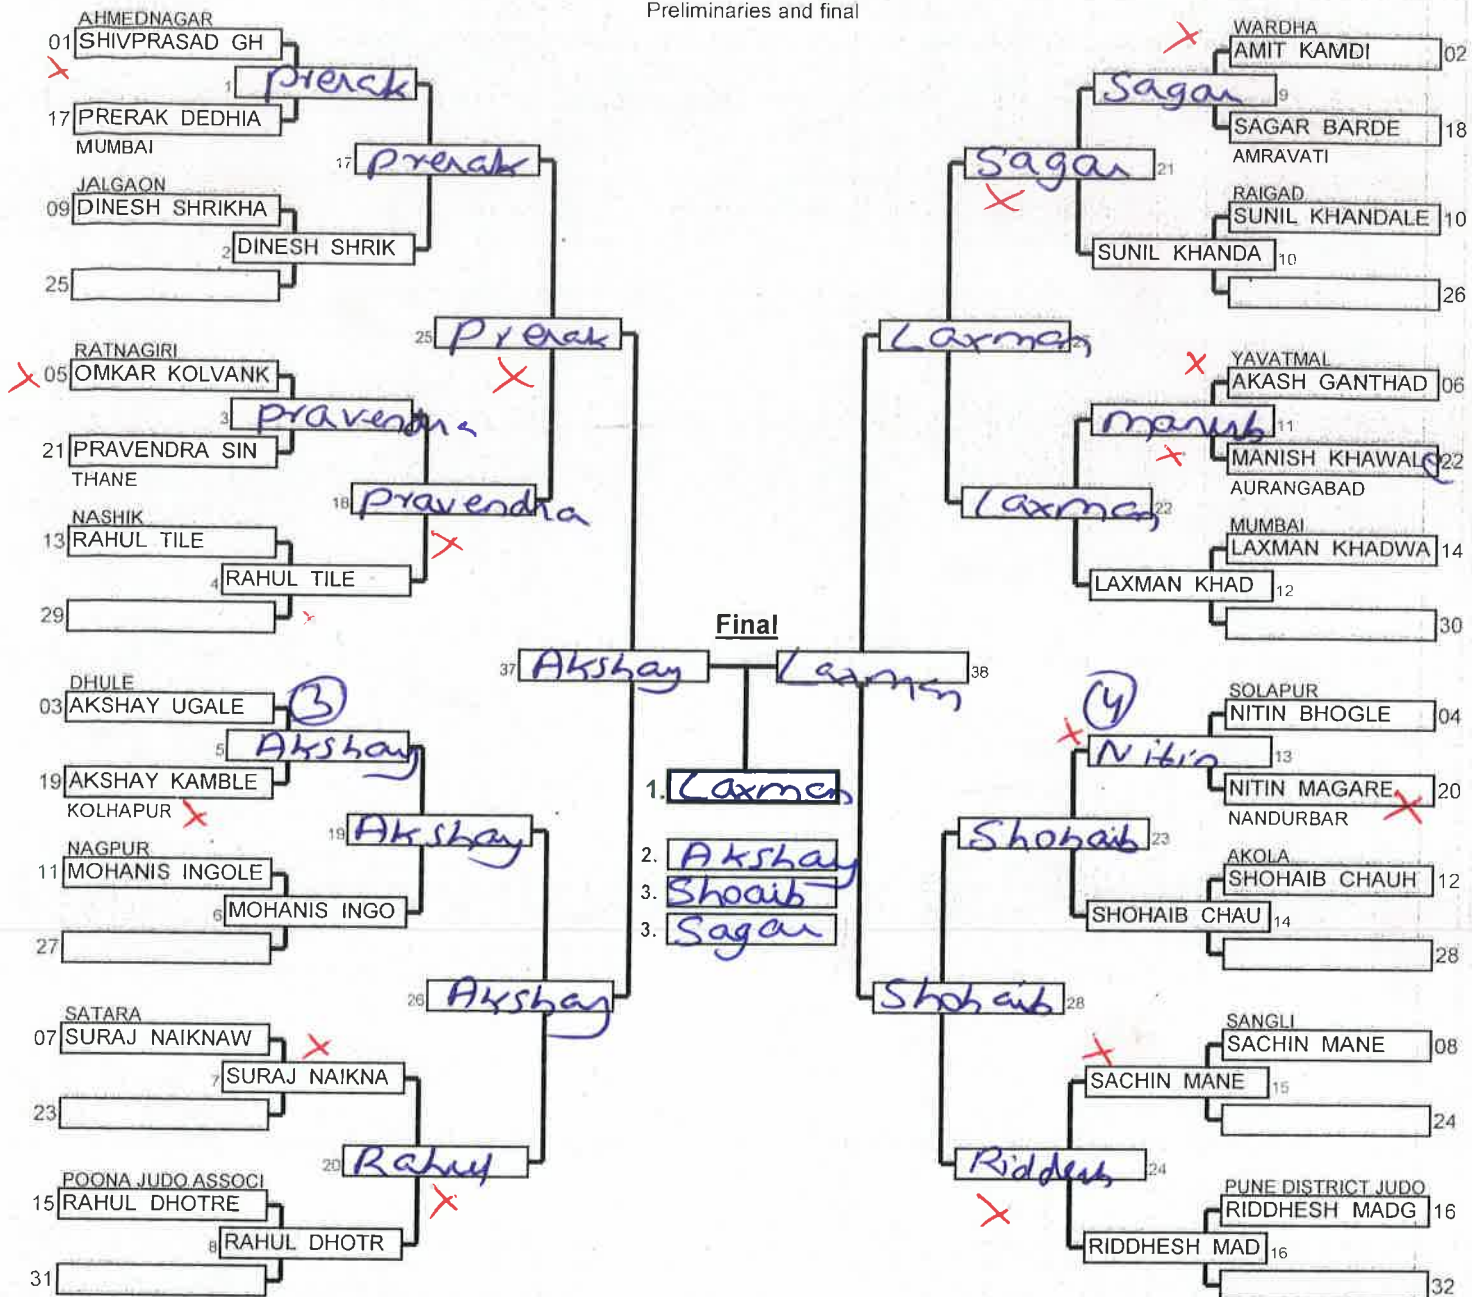 Preliminaries and final
AHMEDNAGAR
01 SHIVPRASAD GH
1 Prerak
17 PRERAK DEDHIA
MUMBAI
17 Prerak
JALGAON
09 DINESH SHRIKHA
2 DINESH SHRIK
25
25 Prerak
RATNAGIRI
05 OMKAR KOLVANK
3 Pravendra
21 PRAVENDRA SIN
THANE
18 Pravendra
NASHIK
13 RAHUL TILE
4 RAHUL TILE
29
37 Akshay
DHULE
03 AKSHAY UGALE
3
5 Akshay
19 AKSHAY KAMBLE
KOLHAPUR
19 Akshay
NAGPUR
11 MOHANIS INGOLE
6 MOHANIS INGO
27
26 Akshay
SATARA
07 SURAJ NAIKNAW
7 SURAJ NAIKNA
23
20 Rahul
POONA JUDO ASSOCI
15 RAHUL DHOTRE
8 RAHUL DHOTR
31
Final
1. Laxman
2. Akshay
3. Shoaib
3. Sagar
WARDHA
AMIT KAMDI 02
Sagar 9
SAGAR BARDE 18
AMRAVATI
Sagar 21
RAIGAD
SUNIL KHANDALE 10
SUNIL KHANDA 10
26
Laxman
YAVATMAL
AKASH GANTHAD 06
11
MANISH KHAWALe 22
AURANGABAD
Laxman 22
MUMBAI
LAXMAN KHADWA 14
LAXMAN KHAD 12
30
Laxman 38
SOLAPUR
NITIN BHOGLE 04
4
Nitin 13
NITIN MAGARE 20
NANDURBAR
Shohaib 23
AKOLA
SHOHAIB CHAUH 12
SHOHAIB CHAU 14
28
Shohaib 28
SANGLI
SACHIN MANE 08
SACHIN MANE 15
24
Riddesh 24
PUNE DISTRICT JUDO
RIDDHESH MADG 16
RIDDHESH MAD 16
32